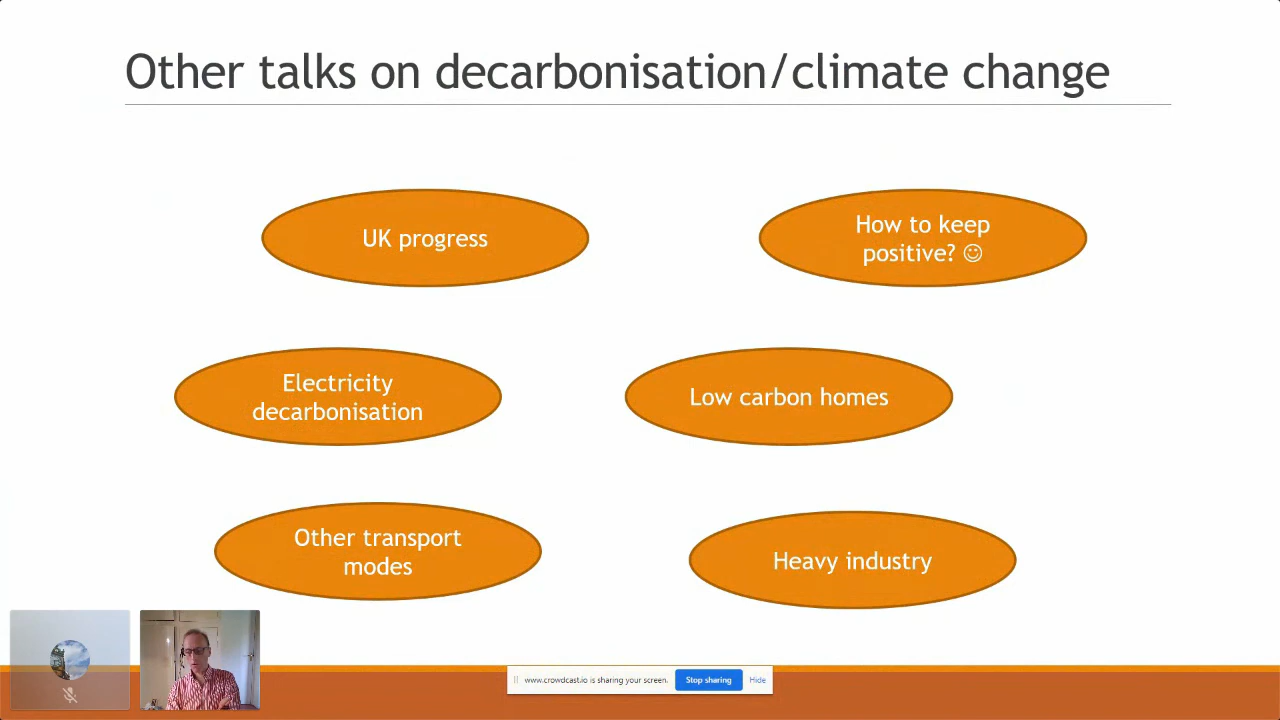 Other talks on decarbonisation/climate change
UK progress
How to keep
positive? ☺
Electricity
decarbonisation
Low carbon homes
Other transport
modes
Heavy industry
www.crowdcast.io is sharing your screen.
Stop sharing
Hide